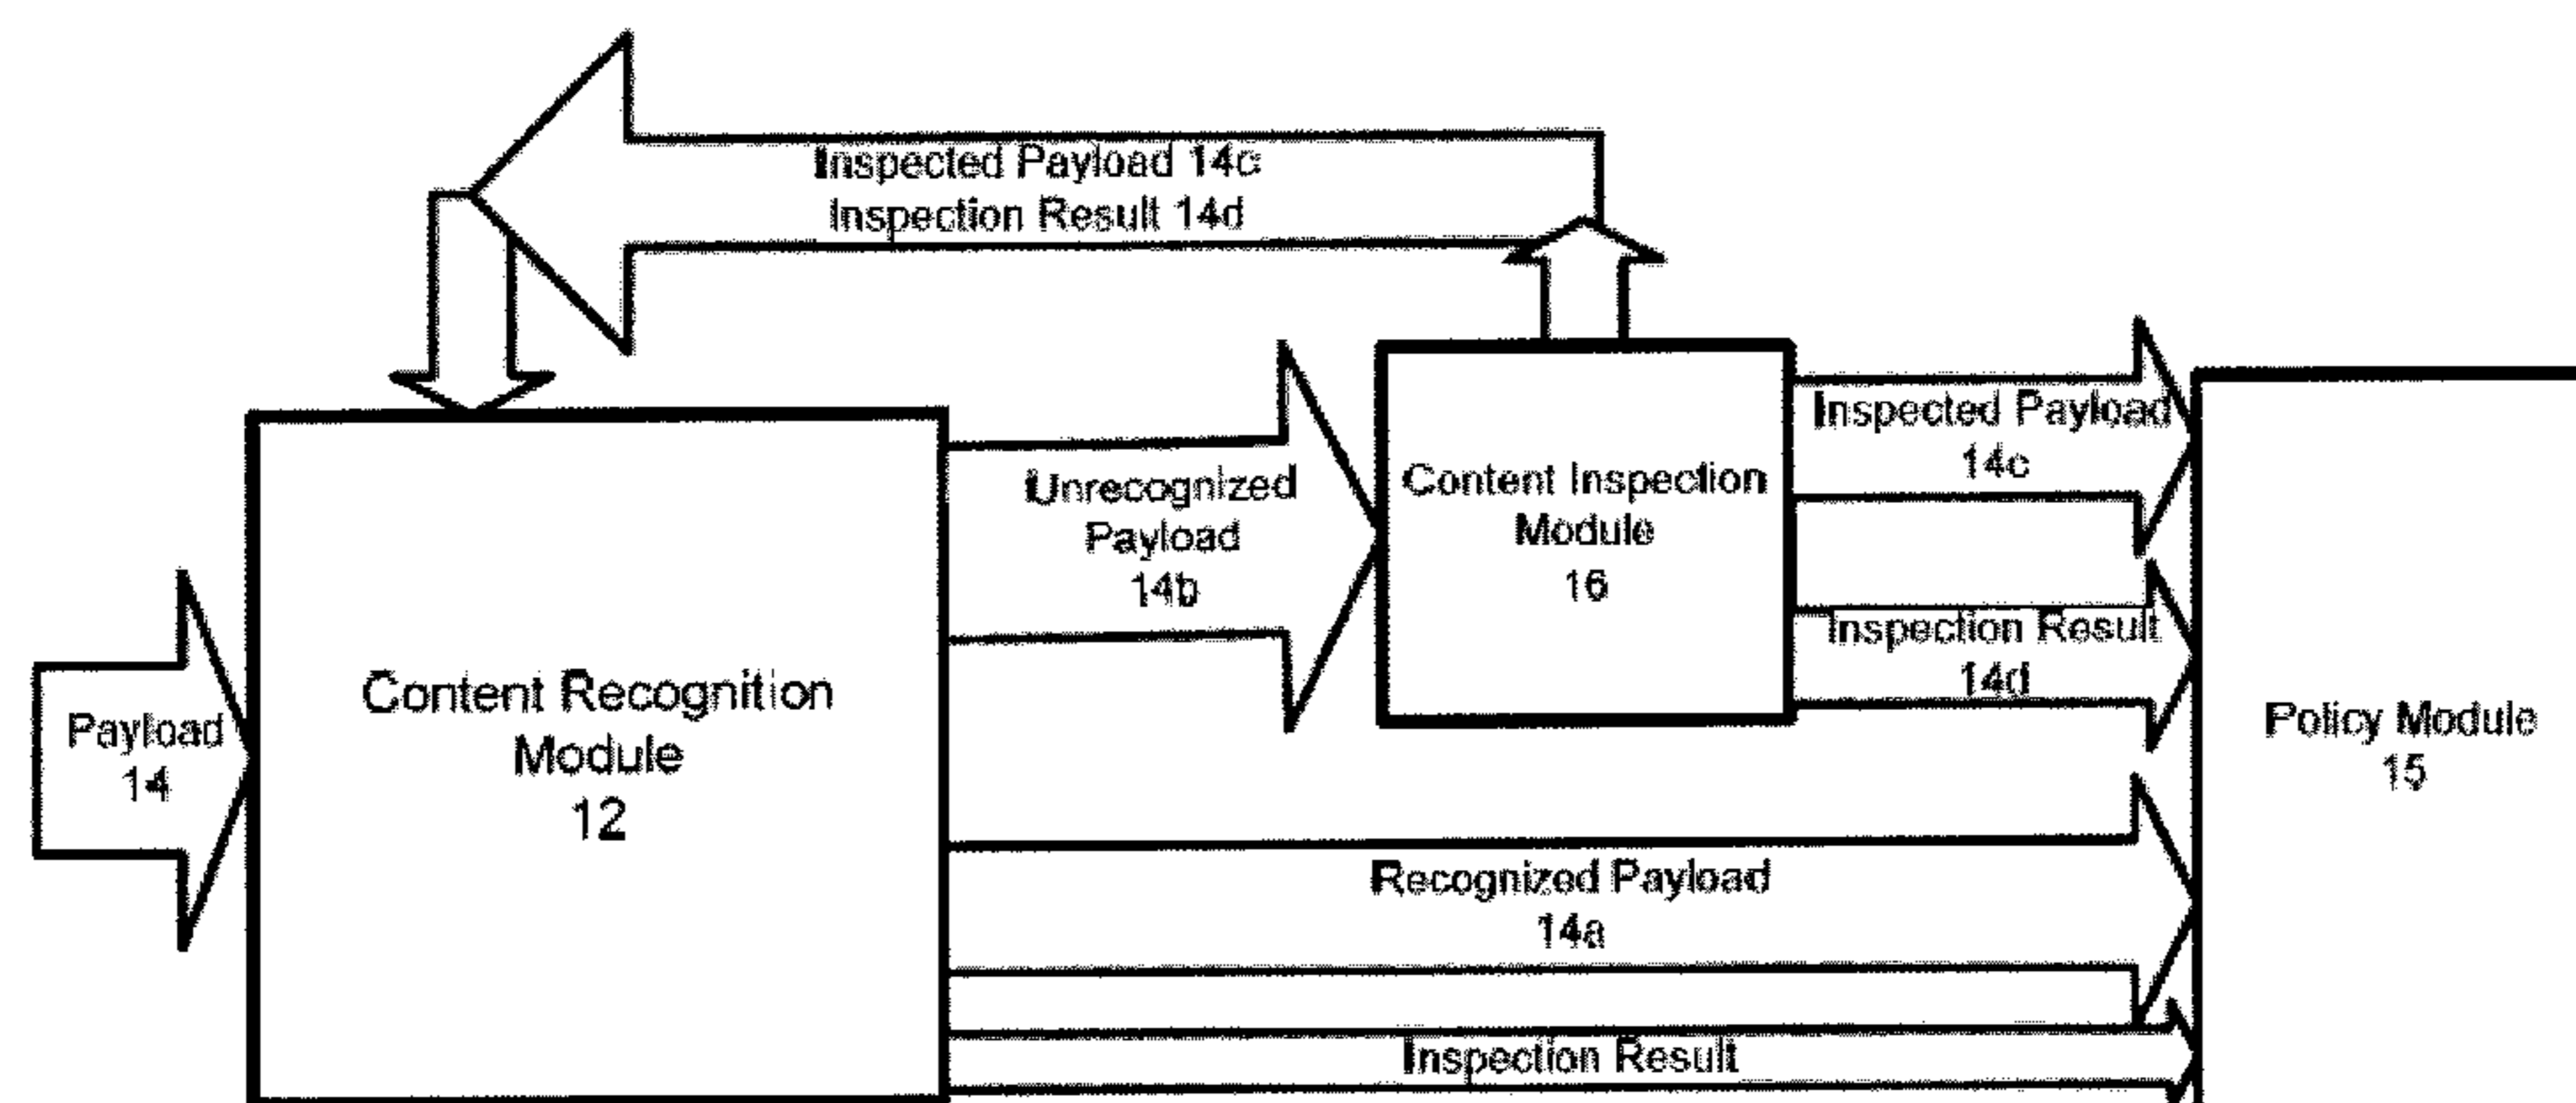 Inspected Payload 14c
Inspection Result 14d
Payload
14
Content Recognition
Module
12
Unrecognized
Payload
14b
Content Inspection
Module
16
Inspected Payload
14c
Inspection Result
14d
Recognized Payload
14a
Inspection Result
Policy Module
15